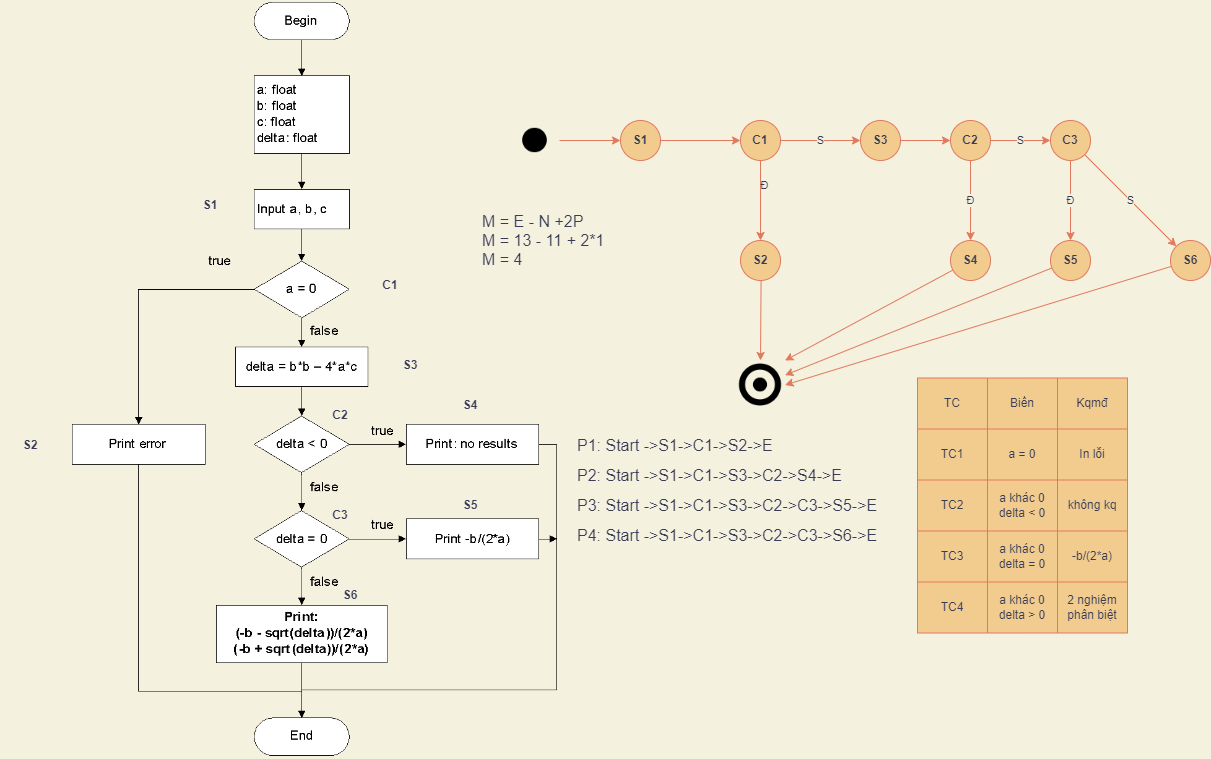 Begin
a: float
b: float
c: float
delta: float
S1
Input a, b, c
true
a = 0
C1
false
delta = b*b – 4*a*c
S3
C2
S4
S2
Print error
delta < 0
true
Print: no results
false
C3
S5
delta = 0
true
Print -b/(2*a)
false
S6
Print:
(-b - sqrt(delta))/(2*a)
(-b + sqrt(delta))/(2*a)
End
S1
C1
S
S3
C2
S
C3
Đ
Đ
Đ
S
S2
S4
S5
S6
M = E - N +2P
M = 13 - 11 + 2*1
M = 4
P1: Start ->S1->C1->S2->E
P2: Start ->S1->C1->S3->C2->S4->E
P3: Start ->S1->C1->S3->C2->C3->S5->E
P4: Start ->S1->C1->S3->C2->C3->S6->E
TC Biên Kqmđ
TC1 a = 0 In lỗi
TC2 a khác 0 không kq
delta < 0
TC3 a khác 0 -b/(2*a)
delta = 0
TC4 a khác 0 2 nghiệm
delta > 0 phân biệt